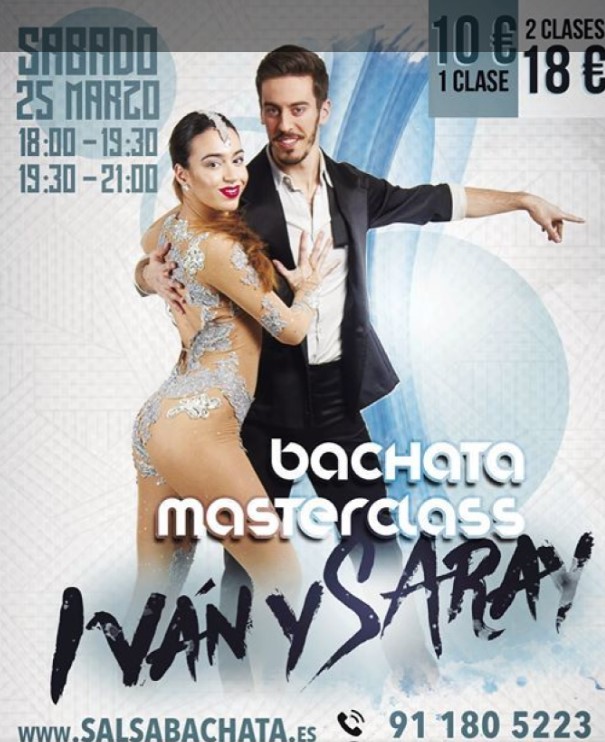 SABADO
25 MARZO
18:00 - 19:30
19:30 - 21:00
10 €
1 CLASE
2 CLASES
18 €
bachata
masterclass
IVÁN y SARAY
www.SALSABACHATA.ES 91 180 5223